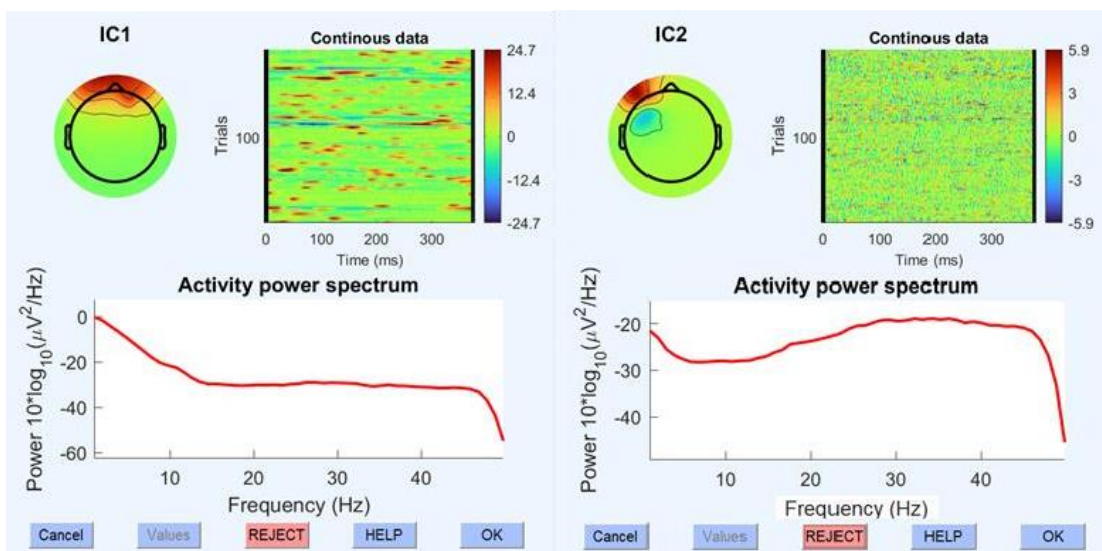 IC1
Continous data
24.7
12.4
0
-12.4
-24.7
Trials
100
0 100 200 300
Time (ms)
Activity power spectrum
Power 10*log10(μV2/Hz)
0
-20
-40
-60
10 20 30 40
Frequency (Hz)
Cancel Values REJECT HELP OK
IC2
Continous data
5.9
3
0
-3
-5.9
Trials
100
0 100 200 300
Time (ms)
Activity power spectrum
Power 10*log10(μV2/Hz)
-20
-30
-40
10 20 30 40
Frequency (Hz)
Cancel Values REJECT HELP OK